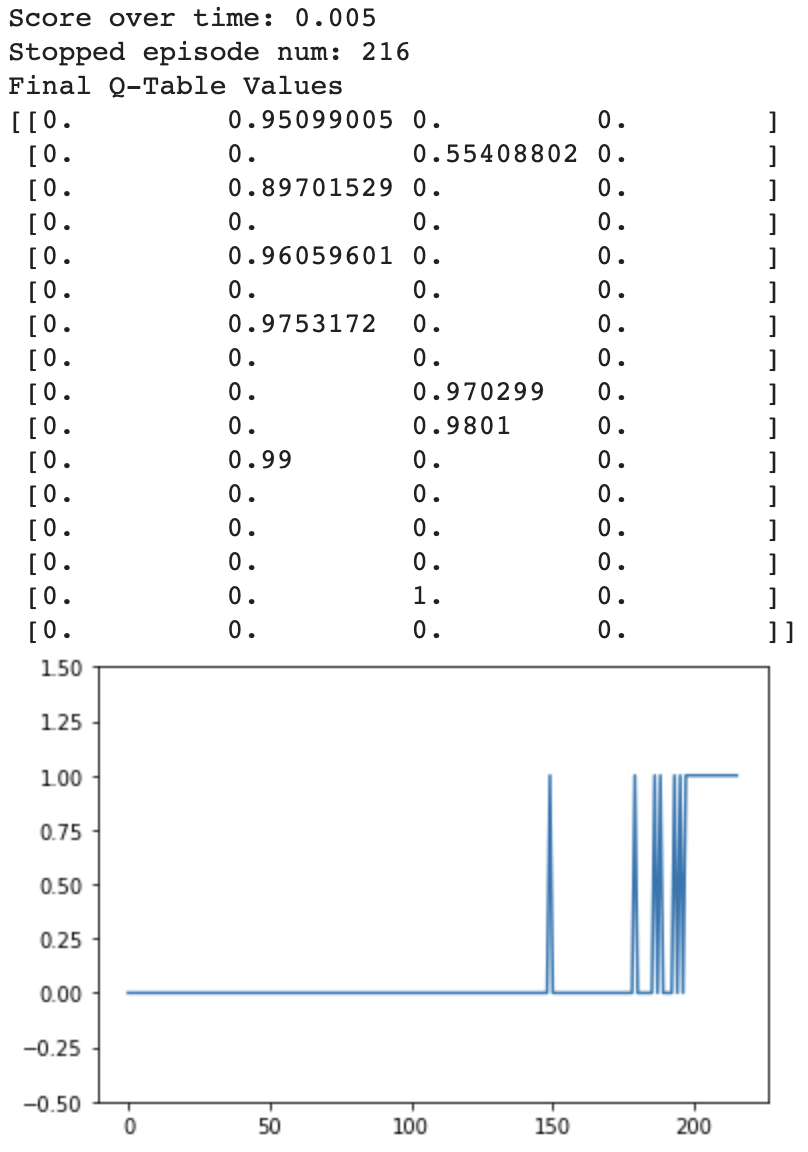 Score over time: 0.005
Stopped episode num: 216
Final Q-Table Values
[[0. 0.95099005 0. 0. ]
[0. 0. 0.55408802 0. ]
[0. 0.89701529 0. 0. ]
[0. 0. 0. 0. ]
[0. 0.96059601 0. 0. ]
[0. 0. 0. 0. ]
[0. 0.9753172 0. 0. ]
[0. 0. 0. 0. ]
[0. 0. 0.970299 0. ]
[0. 0. 0.9801 0. ]
[0. 0.99 0. 0. ]
[0. 0. 0. 0. ]
[0. 0. 0. 0. ]
[0. 0. 0. 0. ]
[0. 0. 1. 0. ]
[0. 0. 0. 0. ]]
1.50
1.25
1.00
0.75
0.50
0.25
0.00
−0.25
−0.50
0 50 100 150 200